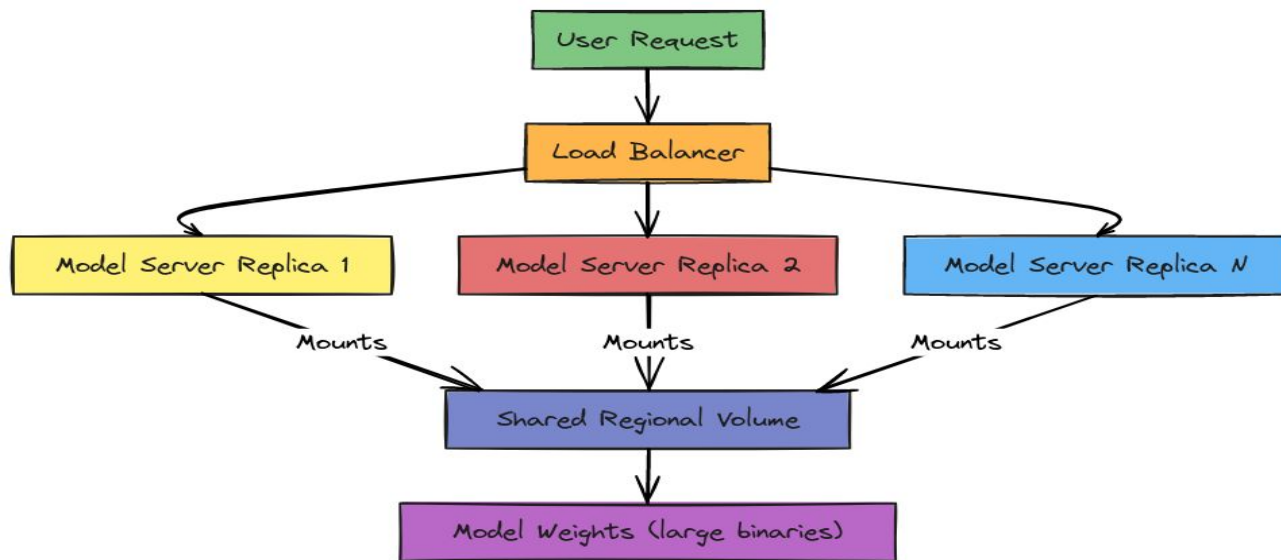 User Request
Load Balancer
Model Server Replica 1
Model Server Replica 2
Model Server Replica N
Mounts
Mounts
Mounts
Shared Regional Volume
Model Weights (large binaries)